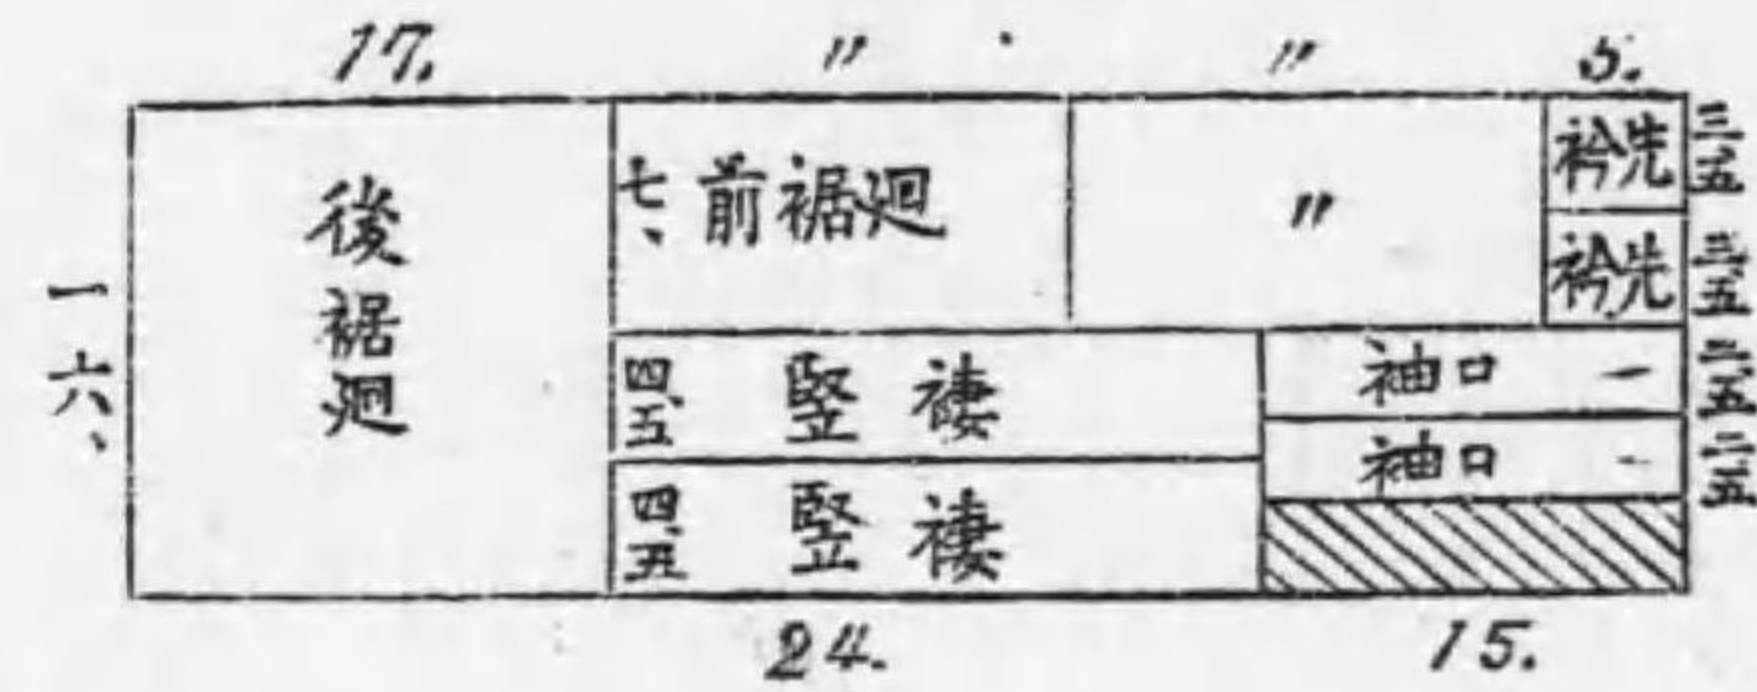 17. 〃 〃 5.
後裾廻
一六、
七、 前裾廻
〃
衿先 三、五
衿先 三、五
四、五 竪褄
袖口 一 二、五
袖口 一 二、五
四、五 竪褄
24. 15.